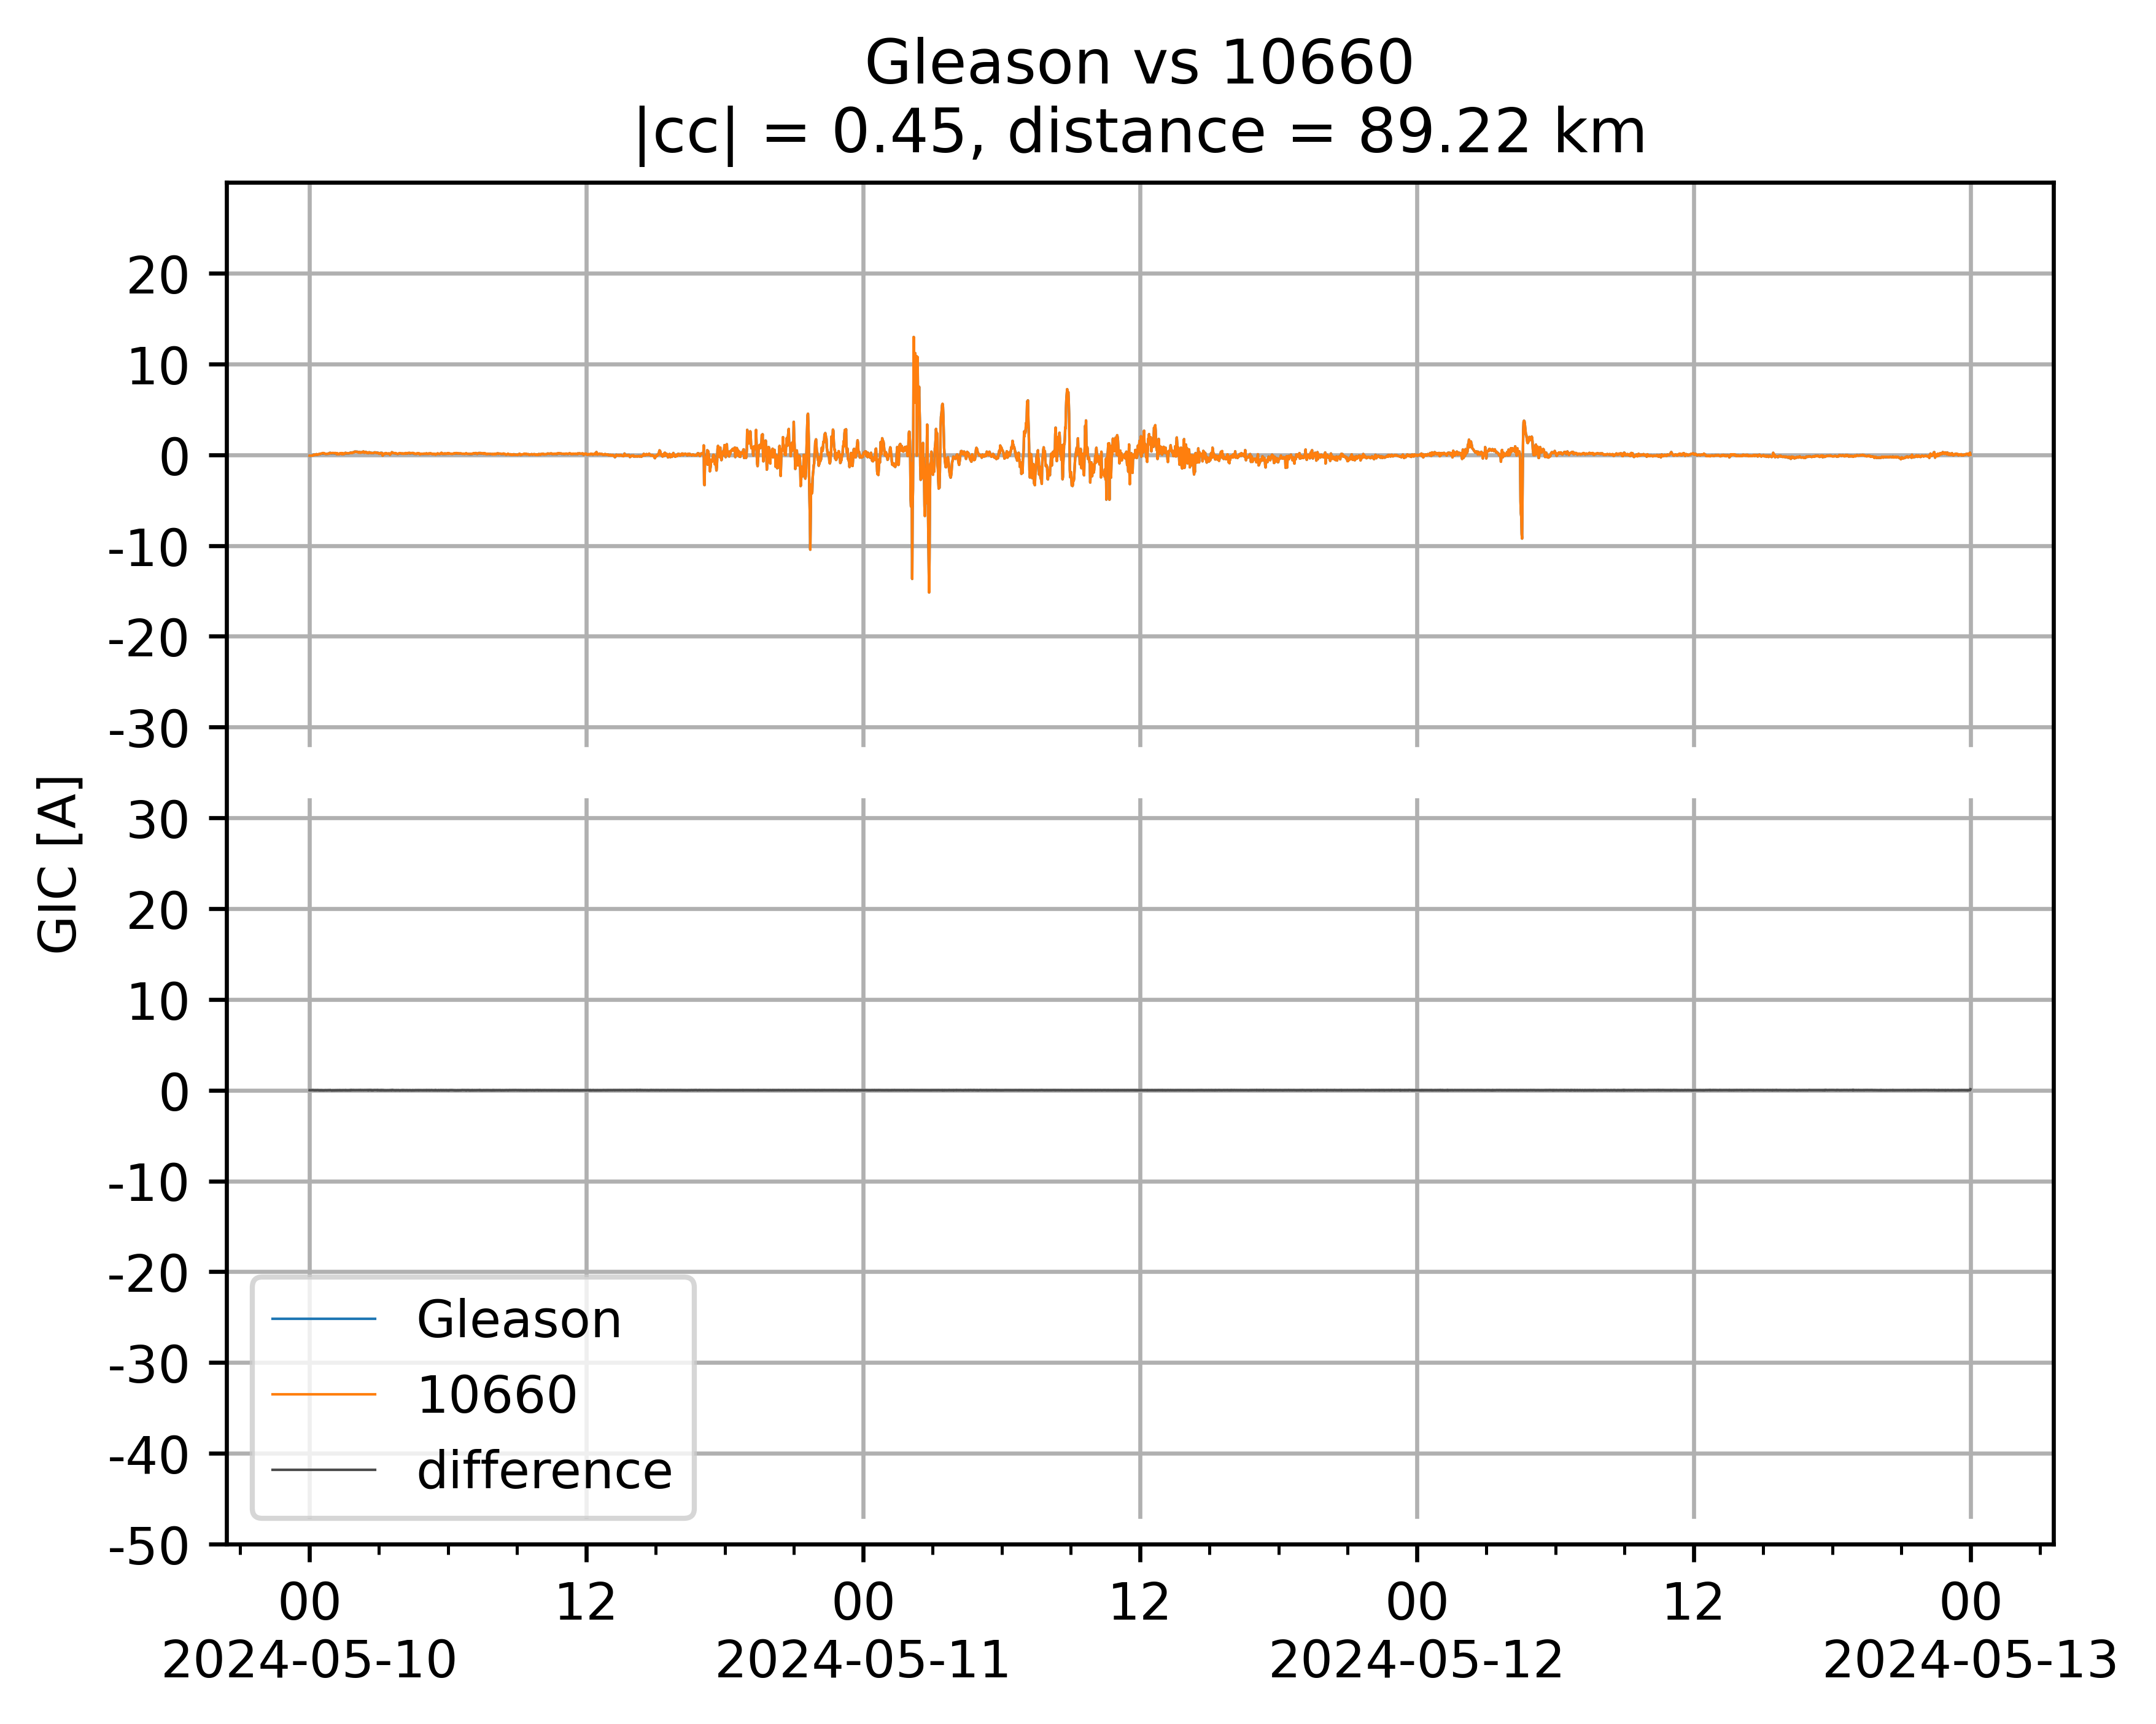 Gleason vs 10660
|cc| = 0.45, distance = 89.22 km
GIC [A]
20
10
0
-10
-20
-30
30
20
10
0
-10
-20
-30
-40
-50
Gleason
10660
difference
00 12 00 12 00 12 00
2024-05-10 2024-05-11 2024-05-12 2024-05-13